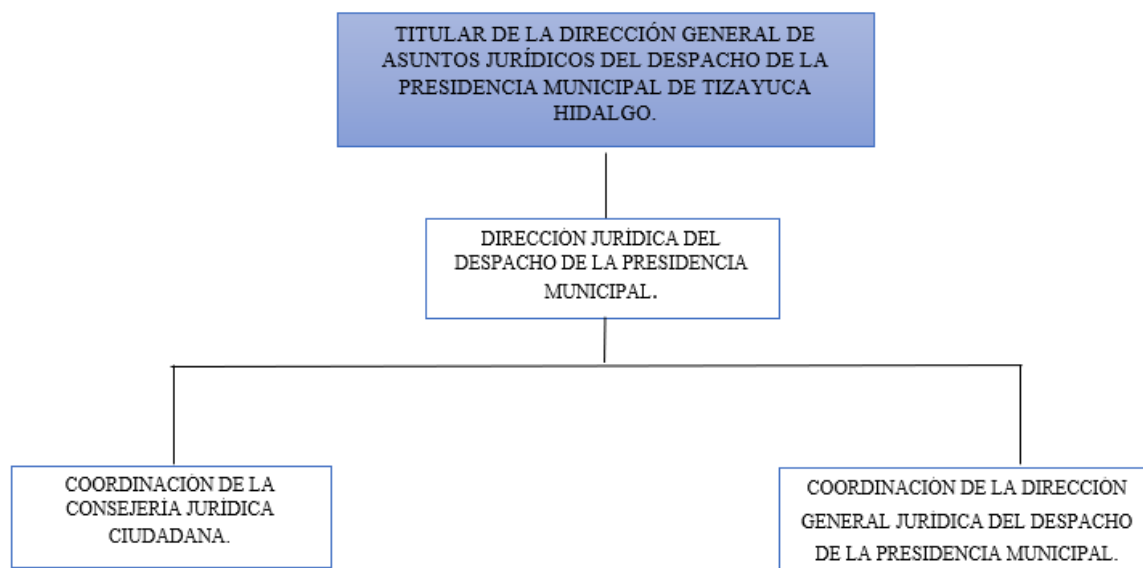 TITULAR DE LA DIRECCIÓN GENERAL DE
ASUNTOS JURÍDICOS DEL DESPACHO DE LA
PRESIDENCIA MUNICIPAL DE TIZAYUCA
HIDALGO.
DIRECCIÓN JURÍDICA DEL
DESPACHO DE LA PRESIDENCIA
MUNICIPAL.
COORDINACIÓN DE LA
CONSEJERÍA JURÍDICA
CIUDADANA.
COORDINACIÓN DE LA DIRECCIÓN
GENERAL JURÍDICA DEL DESPACHO
DE LA PRESIDENCIA MUNICIPAL.